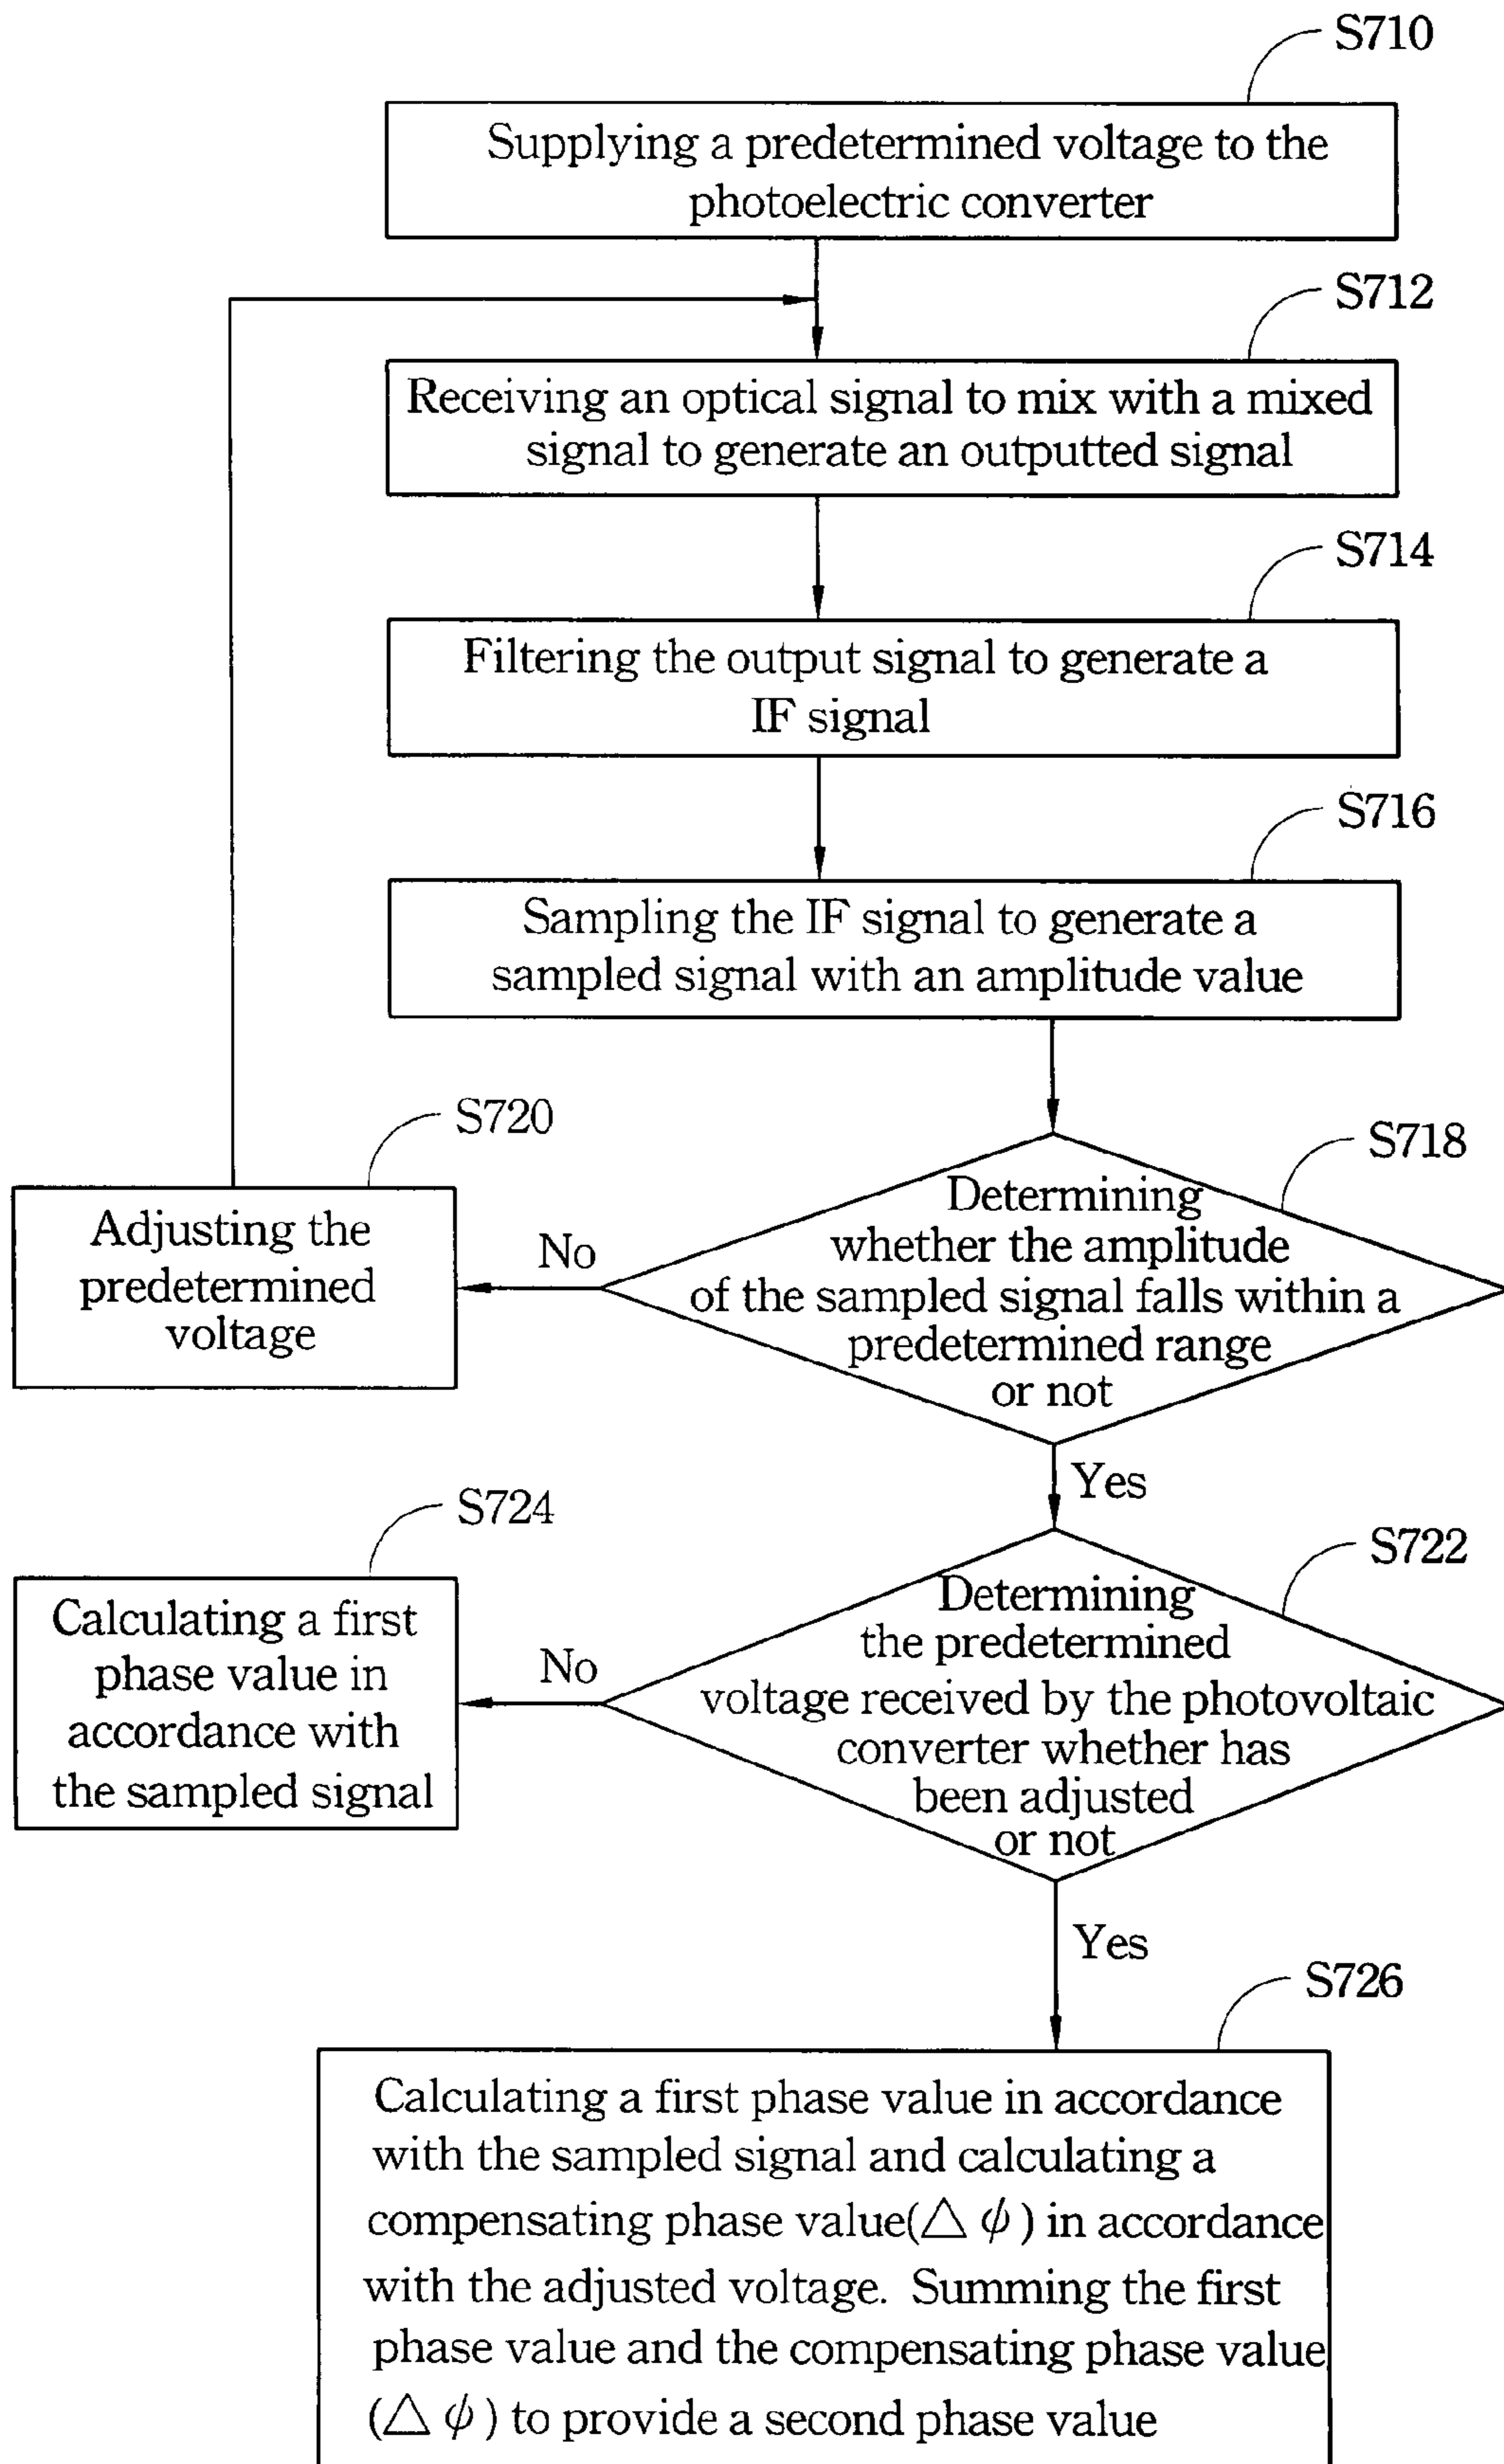 S710
Supplying a predetermined voltage to the
photoelectric converter
S712
Receiving an optical signal to mix with a mixed
signal to generate an outputted signal
S714
Filtering the output signal to generate a
IF signal
S716
Sampling the IF signal to generate a
sampled signal with an amplitude value
S720
Adjusting the
predetermined
voltage
No
S718
Determining
whether the amplitude
of the sampled signal falls within a
predetermined range
or not
Yes
S724
Calculating a first
phase value in
accordance with
the sampled signal
No
S722
Determining
the predetermined
voltage received by the photovoltaic
converter whether has
been adjusted
or not
Yes
S726
Calculating a first phase value in accordance
with the sampled signal and calculating a
compensating phase value(△ ϕ) in accordance
with the adjusted voltage. Summing the first
phase value and the compensating phase value
(△ ϕ) to provide a second phase value